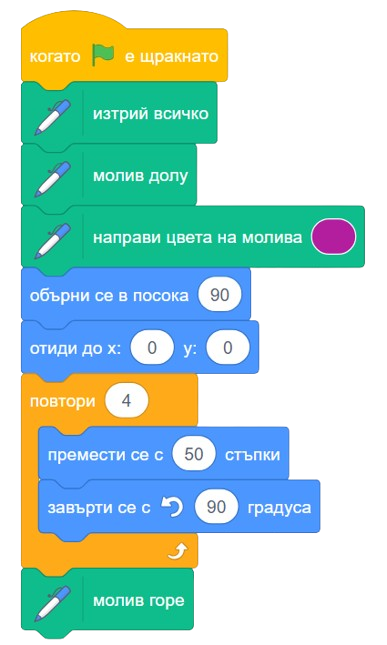 когато е щракнато
изтрий всичко
молив долу
направи цвета на молива
обърни се в посока 90
отиди до x: 0 y: 0
повтори 4
премести се с 50 стъпки
завърти се с 90 градуса
молив горе